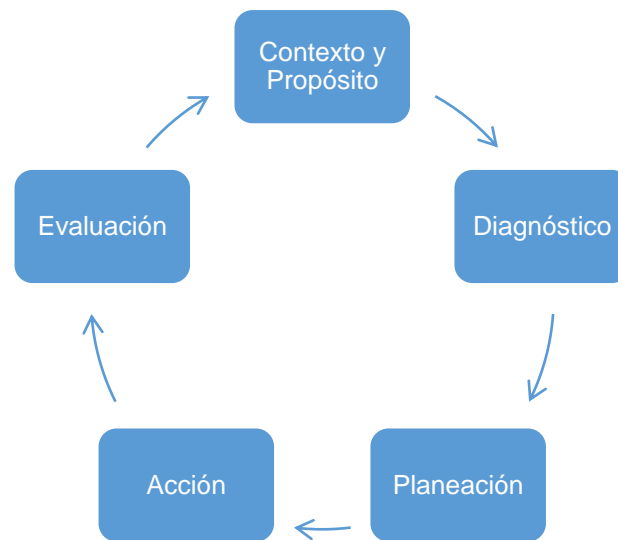 Contexto y
Propósito
Diagnóstico
Planeación
Acción
Evaluación